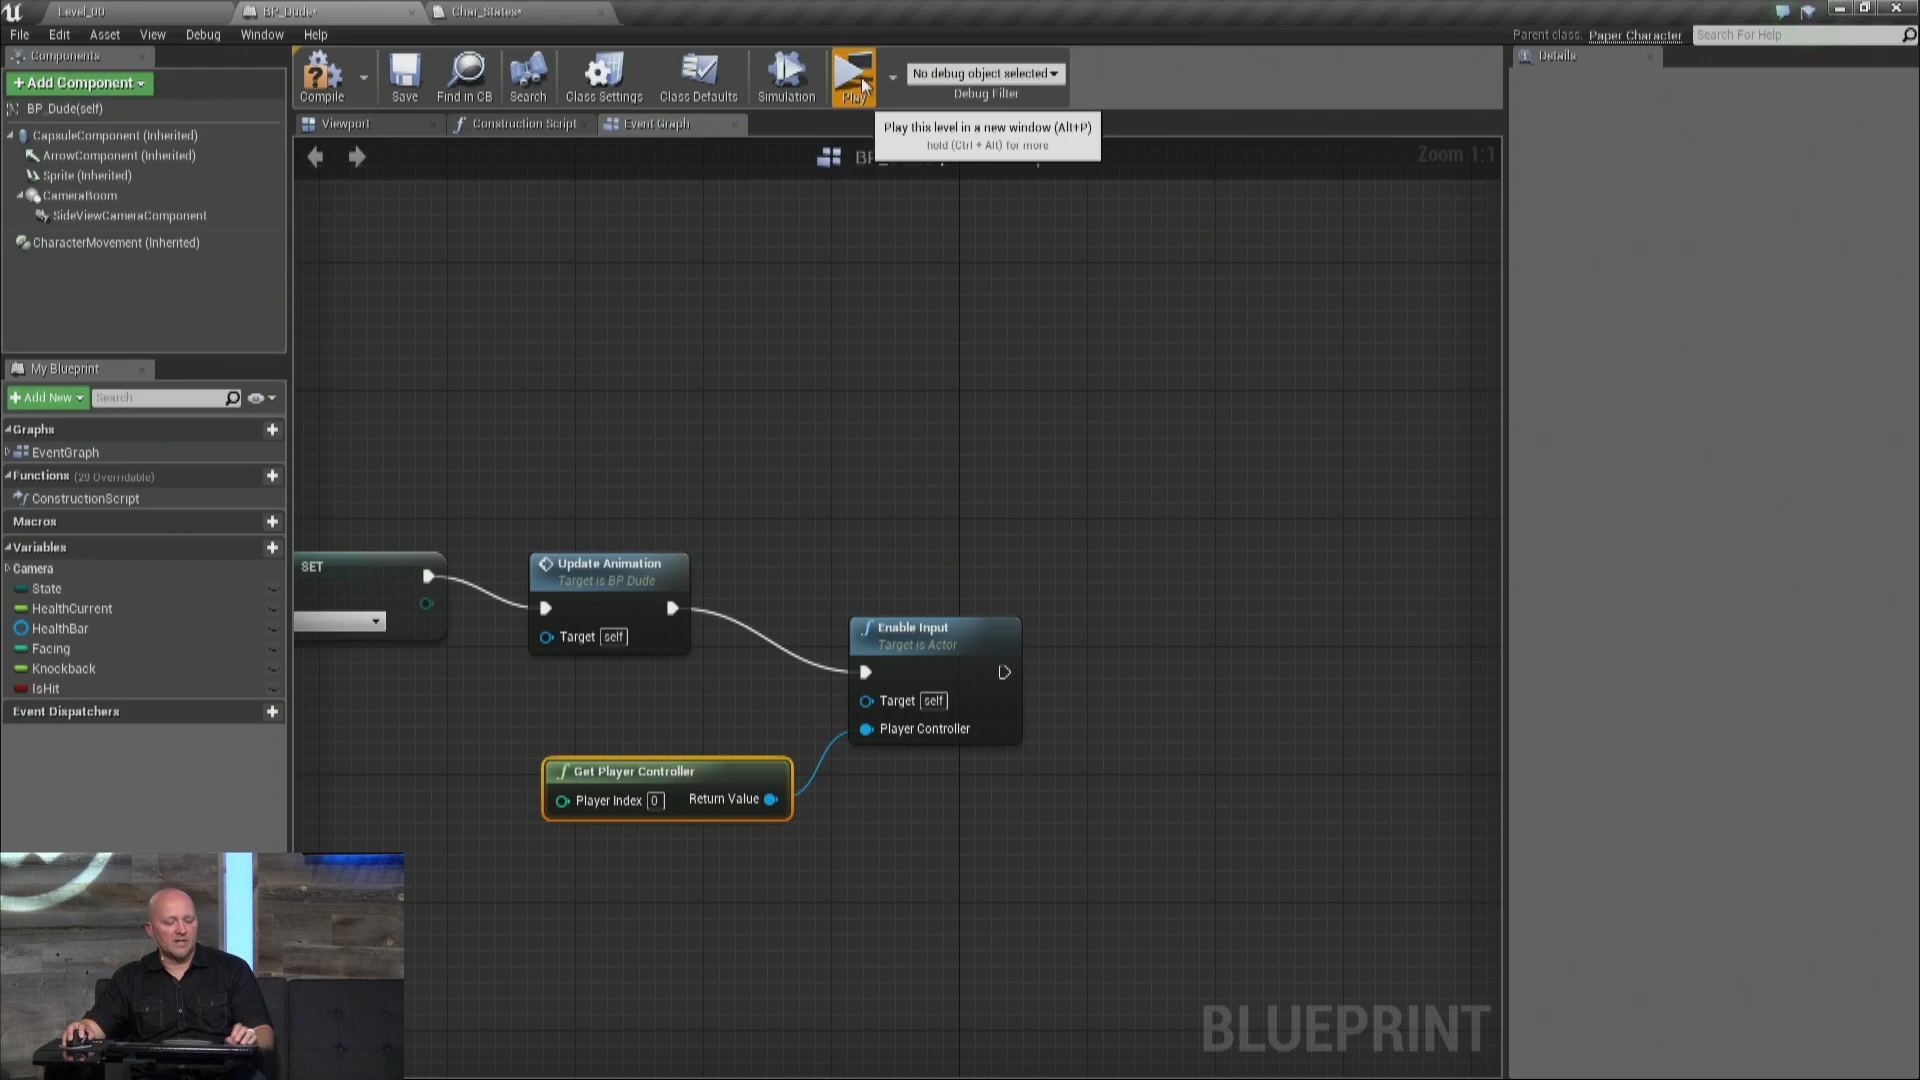 Level_00
BP_Dude*
Char_States*
File Edit Asset View Debug Window Help
Parent class: Paper Character
Search For Help
Components
Details
+ Add Component
BP_Dude(self)
CapsuleComponent (Inherited)
ArrowComponent (Inherited)
Sprite (Inherited)
CameraBoom
SideViewCameraComponent
CharacterMovement (Inherited)
Compile
Save
Find in CB
Search
Class Settings
Class Defaults
Simulation
Play
No debug object selected
Debug Filter
Viewport
Construction Script
Event Graph
Play this level in a new window (Alt+P)
hold (Ctrl + Alt) for more
Zoom 1:1
My Blueprint
+ Add New
Search
Graphs
EventGraph
Functions (29 Overridable)
ConstructionScript
Macros
Variables
Camera
State
HealthCurrent
HealthBar
Facing
Knockback
IsHit
Event Dispatchers
SET
Update Animation
Target is BP Dude
Target self
Enable Input
Target is Actor
Target self
Player Controller
Get Player Controller
Player Index 0 Return Value
BLUEPRINT